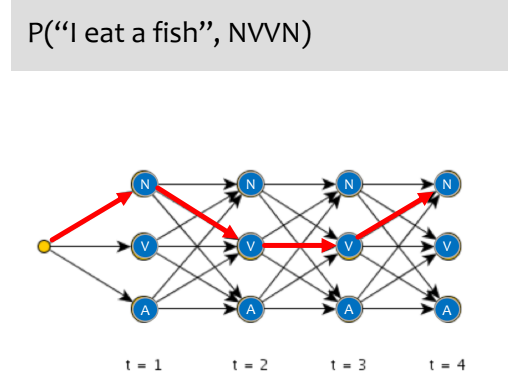 P(“I eat a fish”, NVVN)
N N N N
V V V V
A A A A
t = 1 t = 2 t = 3 t = 4